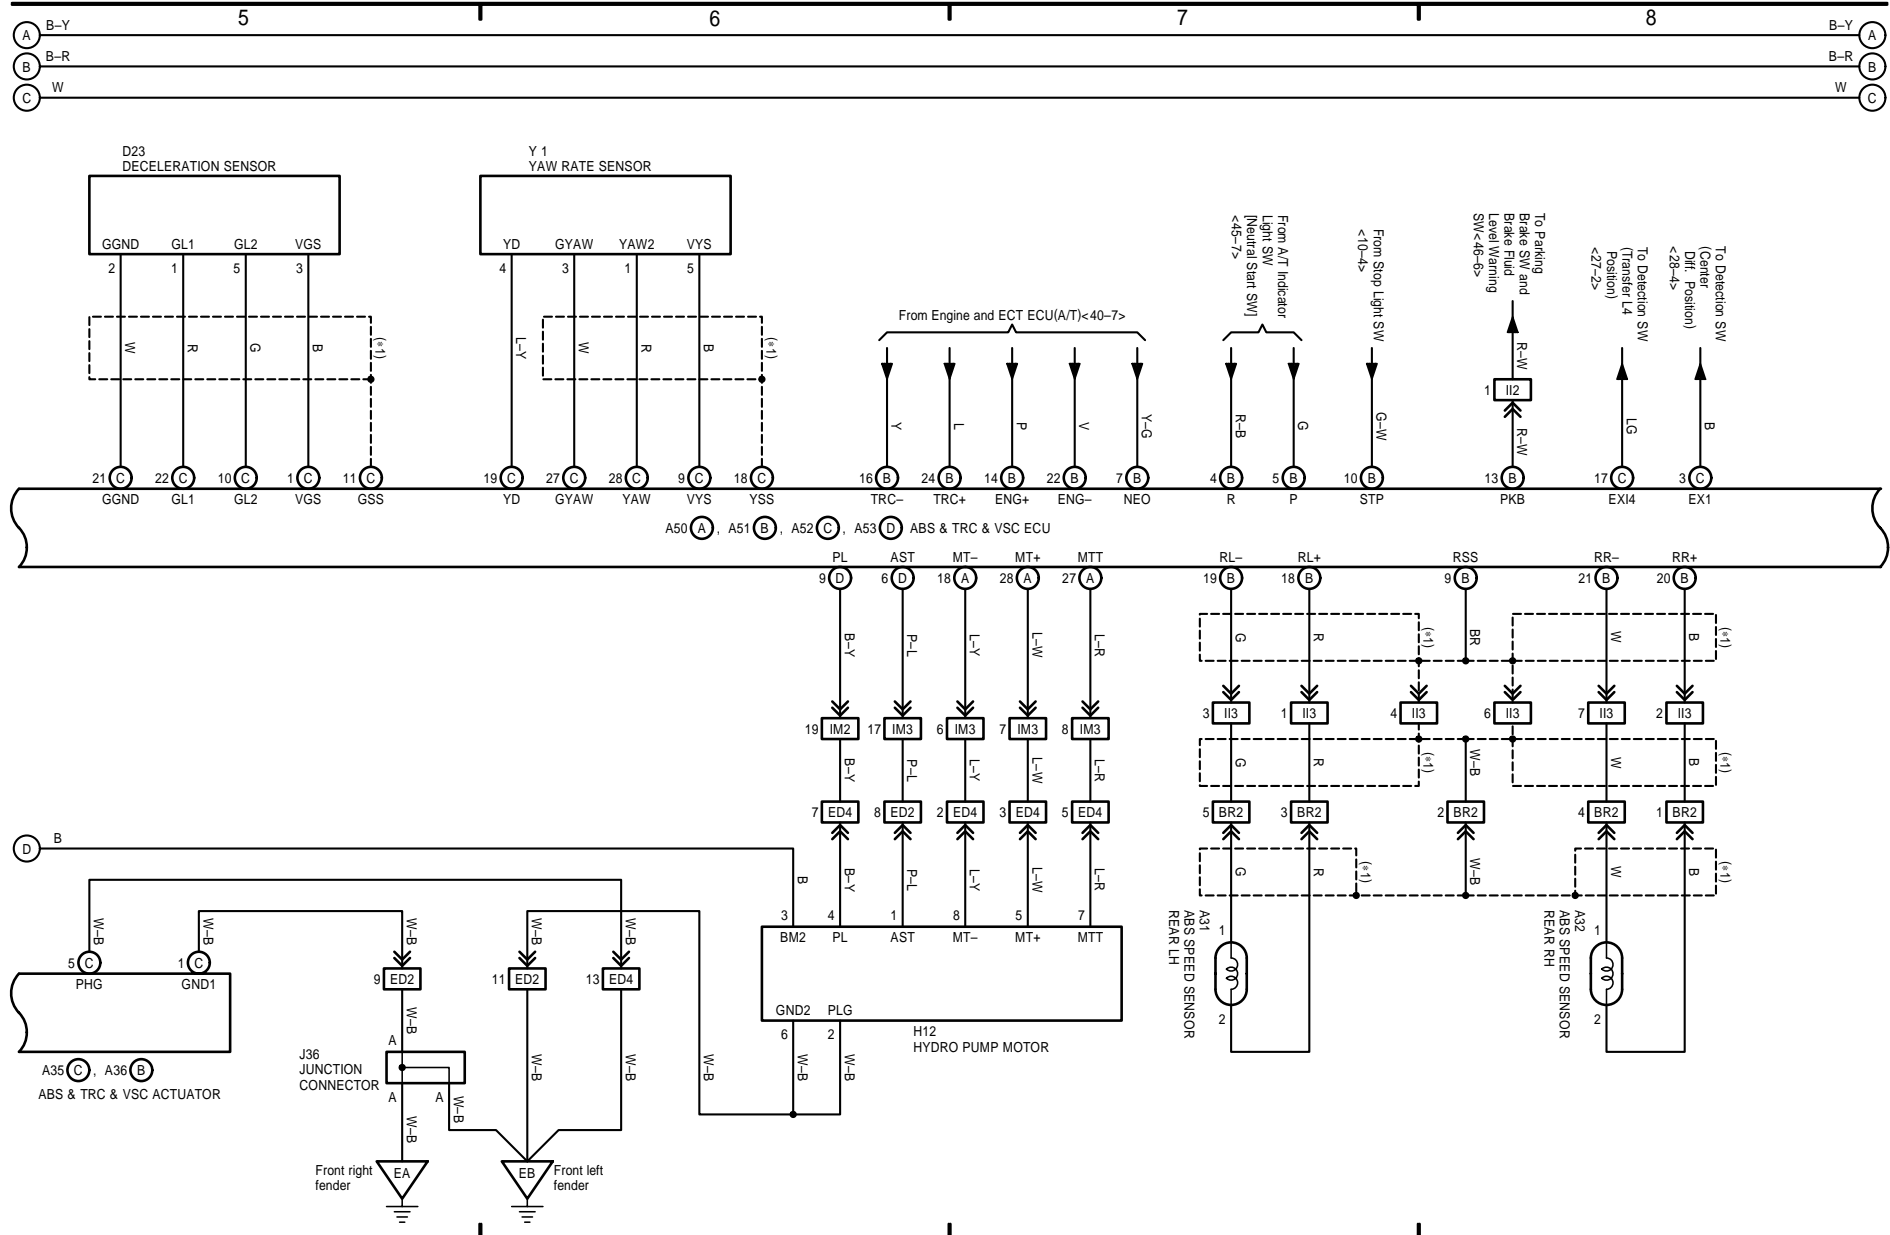 5 6 7 8
A B–Y B–Y A
B B–R B–R B
C W W C
D23
DECELERATION SENSOR
GGND GL1 GL2 VGS
2 1 5 3
W R G B (*1)
Y 1
YAW RATE SENSOR
YD GYAW YAW2 VYS
4 3 1 5
L–Y W R B (*1)
From Engine and ECT ECU(A/T)<40–7>
Y L P V Y–G
From A/T Indicator
Light SW
[Neutral Start SW]
<45–7>
R–B G
From Stop Light SW
<10–4>
G–W
To Parking
Brake SW and
Brake Fluid
Level Warning
SW<46–6>
R–W
1 II2
R–W
To Detection SW
(Transfer L4
Position)
<27–2>
LG
To Detection SW
(Center
Diff. Position)
<28–4>
B
21 C 22 C 10 C 1 C 11 C 19 C 27 C 28 C 9 C 18 C 16 B 24 B 14 B 22 B 7 B 4 B 5 B 10 B 13 B 17 C 3 C
GGND GL1 GL2 VGS GSS YD GYAW YAW VYS YSS TRC– TRC+ ENG+ ENG– NEO R P STP PKB EXI4 EX1
A50 A , A51 B , A52 C , A53 D ABS & TRC & VSC ECU
PL AST MT– MT+ MTT RL– RL+ RSS RR– RR+
9 D 6 D 18 A 28 A 27 A 19 B 18 B 9 B 21 B 20 B
B–Y P–L L–Y L–W L–R G R (*1) BR W B (*1)
3 II3 1 II3 4 II3 6 II3 7 II3 2 II3
19 IM2 17 IM3 6 IM3 7 IM3 8 IM3
B–Y P–L L–Y L–W L–R G R (*1) W–B W B (*1)
7 ED4 8 ED2 2 ED4 3 ED4 5 ED4 5 BR2 3 BR2 2 BR2 4 BR2 1 BR2
D B
B B–Y P–L L–Y L–W L–R G R (*1) W–B W B (*1)
3 4 1 8 5 7
BM2 PL AST MT– MT+ MTT
GND2 PLG
6 2
H12
HYDRO PUMP MOTOR
W–B W–B
A31
ABS SPEED SENSOR
REAR LH
1
2
A32
ABS SPEED SENSOR
REAR RH
1
2
W–B W–B W–B W–B W–B
5 C 1 C
PHG GND1
9 ED2 11 ED2 13 ED4
A35 C , A36 B
ABS & TRC & VSC ACTUATOR
W–B
A
J36
JUNCTION
CONNECTOR
A A
W–B W–B W–B W–B W–B
Front right
fender
EA
EB
Front left
fender